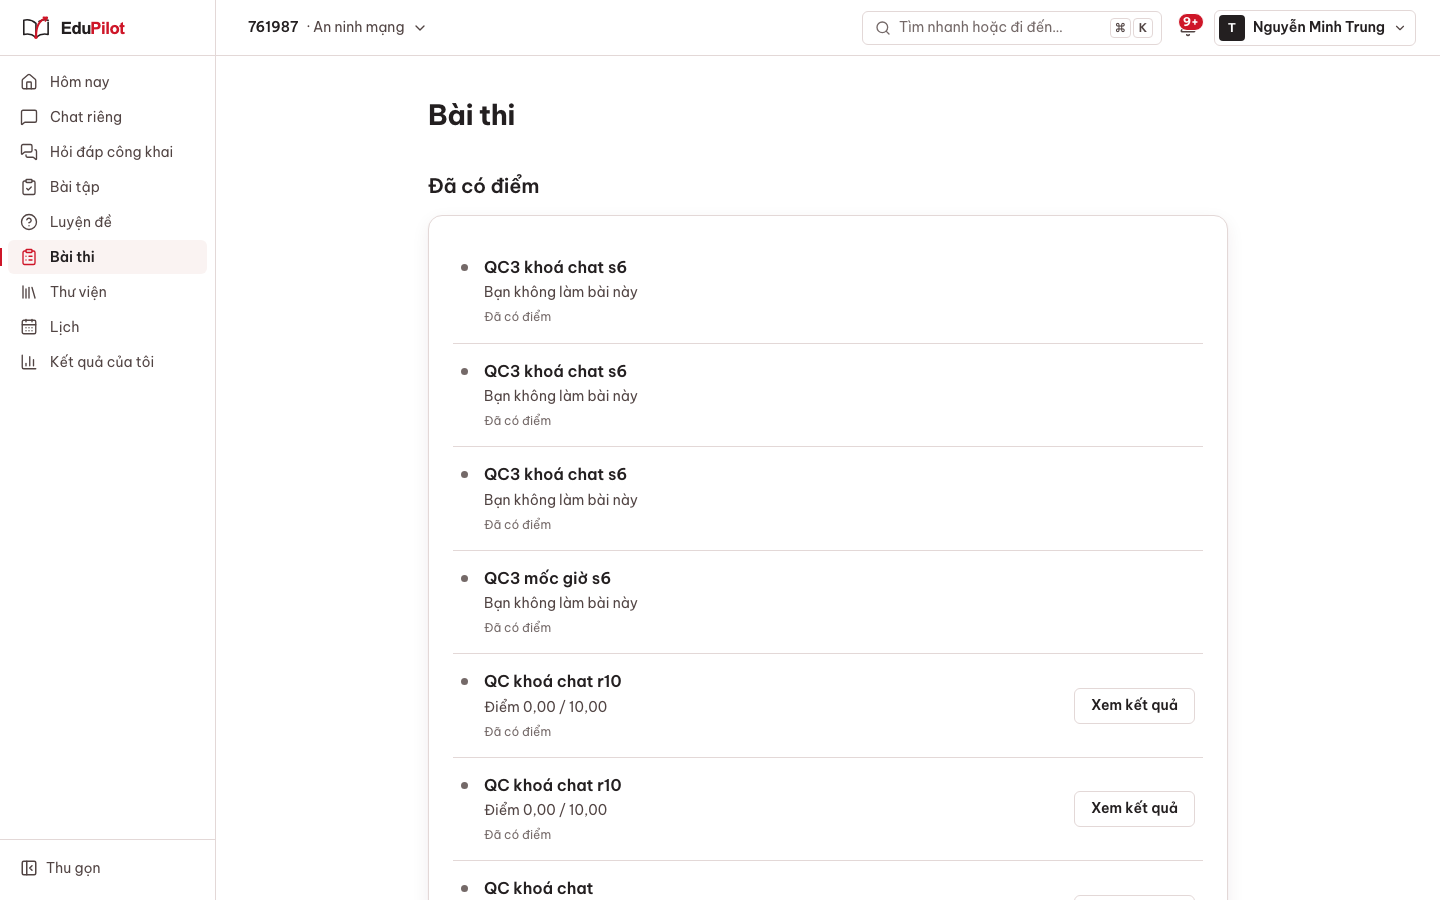 EduPilot
761987 · An ninh mạng
Tìm nhanh hoặc đi đến...
⌘ K
9+
T
Nguyễn Minh Trung
Hôm nay
Chat riêng
Hỏi đáp công khai
Bài tập
Luyện đề
Bài thi
Thư viện
Lịch
Kết quả của tôi
Thu gọn
Bài thi
Đã có điểm
QC3 khoá chat s6
Bạn không làm bài này
Đã có điểm
QC3 khoá chat s6
Bạn không làm bài này
Đã có điểm
QC3 khoá chat s6
Bạn không làm bài này
Đã có điểm
QC3 mốc giờ s6
Bạn không làm bài này
Đã có điểm
QC khoá chat r10
Điểm 0,00 / 10,00
Đã có điểm
Xem kết quả
QC khoá chat r10
Điểm 0,00 / 10,00
Đã có điểm
Xem kết quả
QC khoá chat